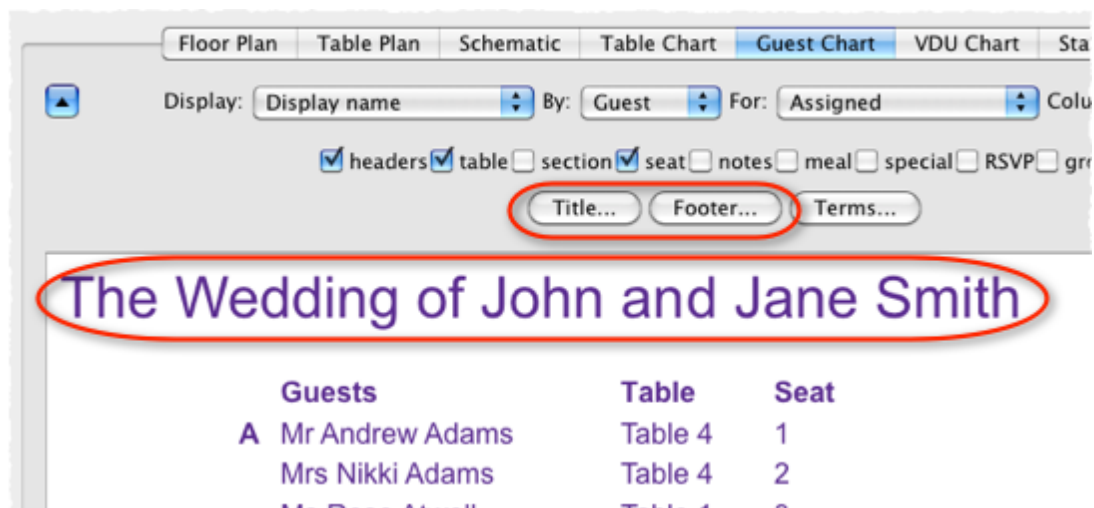 Floor Plan Table Plan Schematic Table Chart Guest Chart VDU Chart
Display: Display name By: Guest For: Assigned
headers table section seat notes meal special RSVP
Title... Footer... Terms...
The Wedding of John and Jane Smith
Guests Table Seat
A Mr Andrew Adams Table 4 1
Mrs Nikki Adams Table 4 2